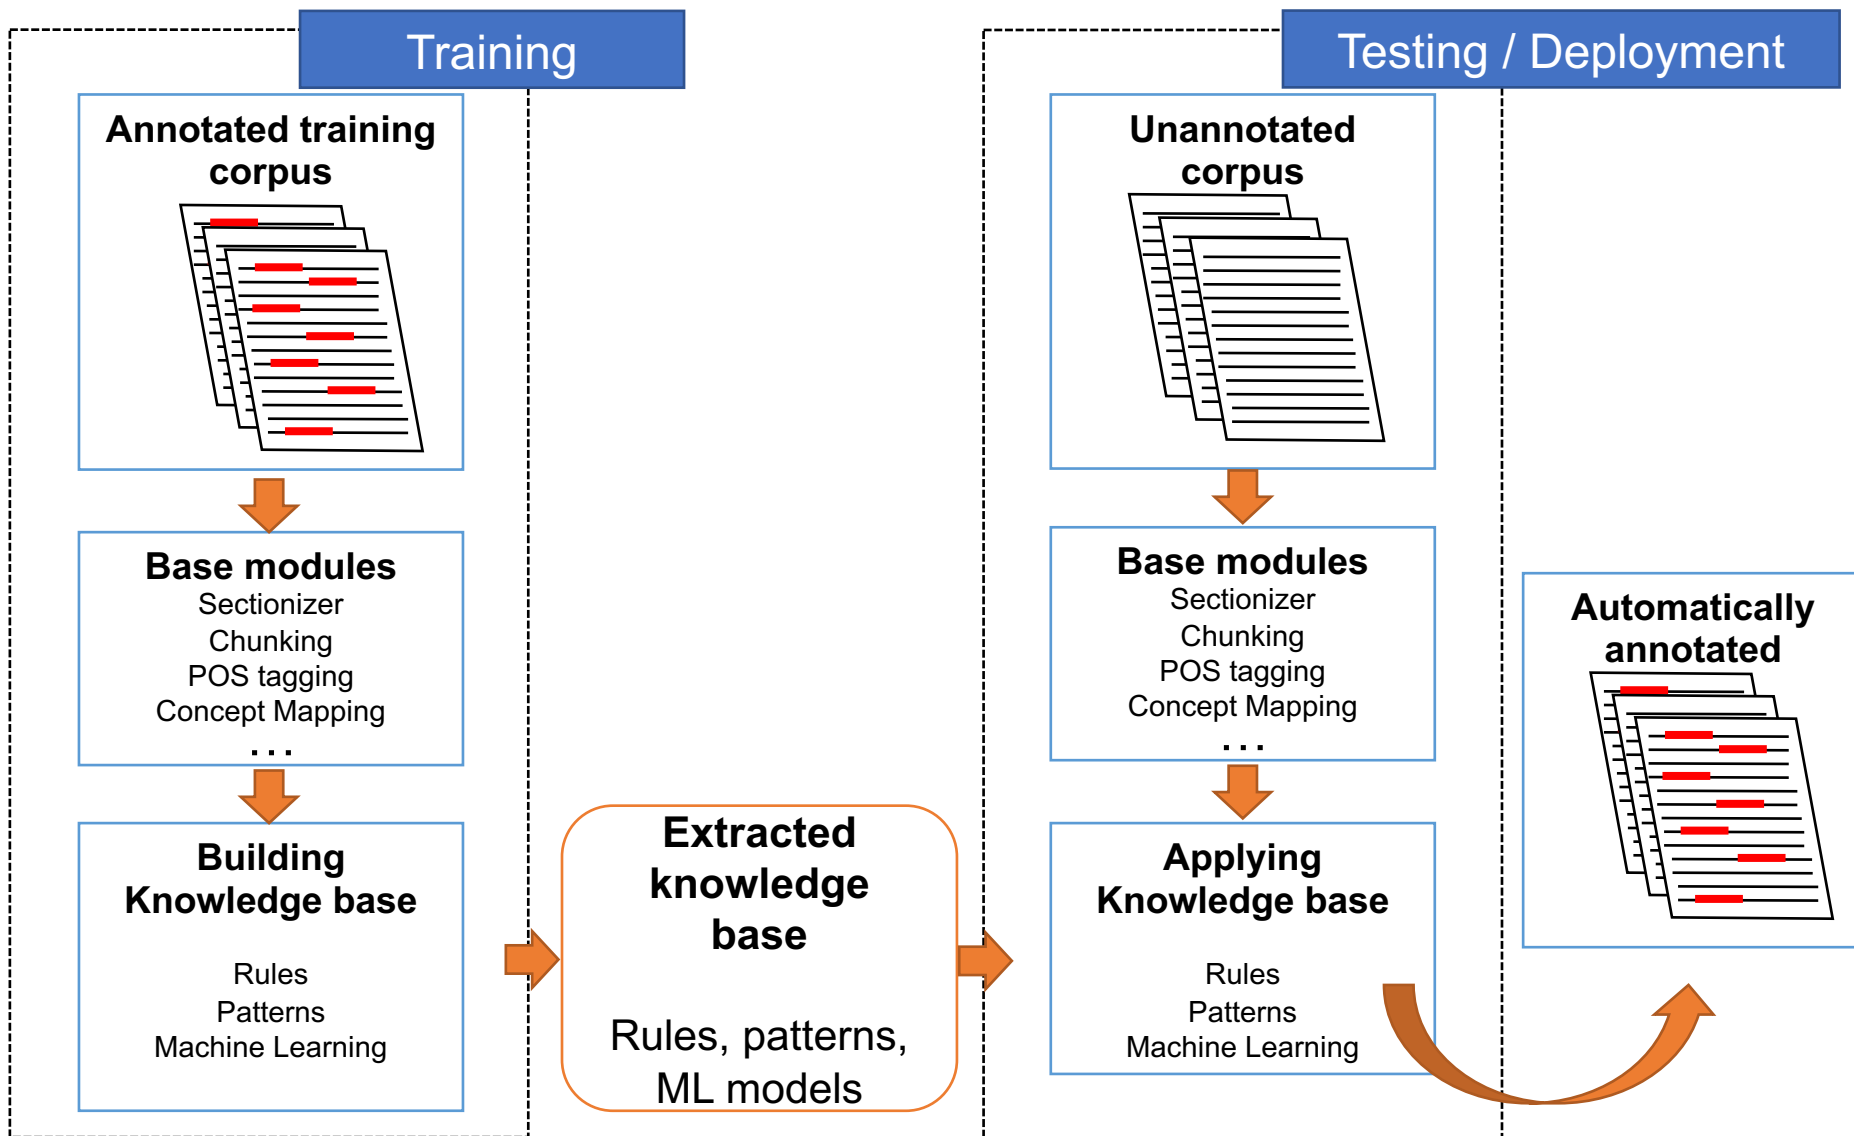 Training
Annotated training
corpus
Base modules
Sectionizer
Chunking
POS tagging
Concept Mapping
...
Building
Knowledge base
Rules
Patterns
Machine Learning
Extracted
knowledge
base
Rules, patterns,
ML models
Testing / Deployment
Unannotated
corpus
Base modules
Sectionizer
Chunking
POS tagging
Concept Mapping
...
Applying
Knowledge base
Rules
Patterns
Machine Learning
Automatically
annotated